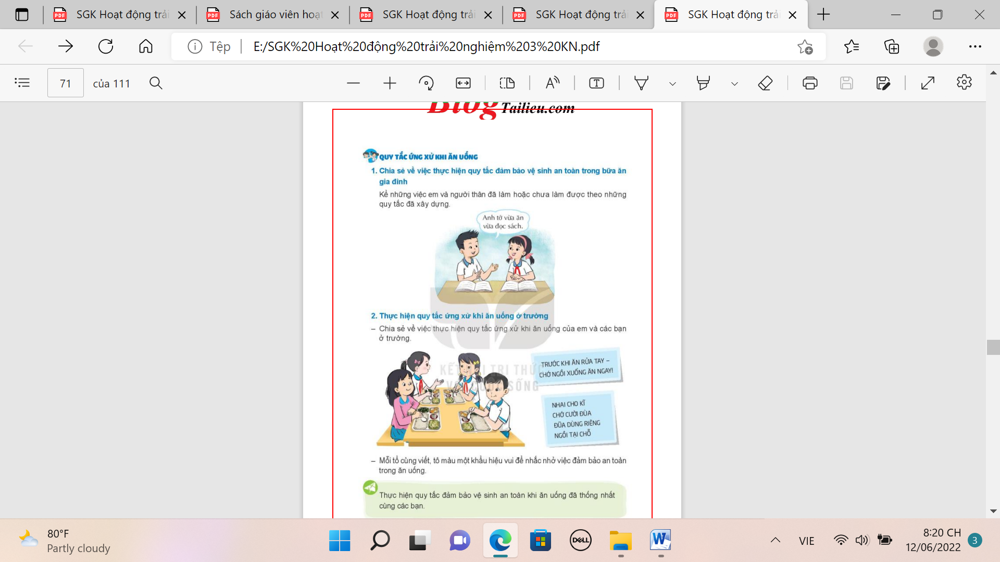 SGK Hoạt động trải
Sách giáo viên hoạt
SGK Hoạt động trải
SGK Hoạt động trải
SGK Hoạt động trả
Tệp
E:/SGK%20Hoạt%20động%20trải%20nghiệm%203%20KN.pdf
71
của 111
Blog Tailieu.com
QUY TẮC ỨNG XỬ KHI ĂN UỐNG
1. Chia sẻ về việc thực hiện quy tắc đảm bảo vệ sinh an toàn trong bữa ăn
gia đình
Kể những việc em và người thân đã làm hoặc chưa làm được theo những
quy tắc đã xây dựng.
Anh tớ vừa ăn
vừa đọc sách.
2. Thực hiện quy tắc ứng xử khi ăn uống ở trường
– Chia sẻ về việc thực hiện quy tắc ứng xử khi ăn uống của em và các bạn
ở trường.
TRƯỚC KHI ĂN RỬA TAY –
CHỚ NGỒI XUỐNG ĂN NGAY!
KẾT NỐI TRI THỨC
VỚI CUỘC SỐNG
NHAI CHO KĨ
CHỚ CƯỜI ĐÙA
ĐŨA DÙNG RIÊNG
NGỒI TẠI CHỖ
– Mỗi tổ cùng viết, tô màu một khẩu hiệu vui để nhắc nhở việc đảm bảo an toàn
trong ăn uống.
Thực hiện quy tắc đảm bảo vệ sinh an toàn khi ăn uống đã thống nhất
cùng các bạn.
80°F
Partly cloudy
DELL
VIE
8:20 CH
12/06/2022
3